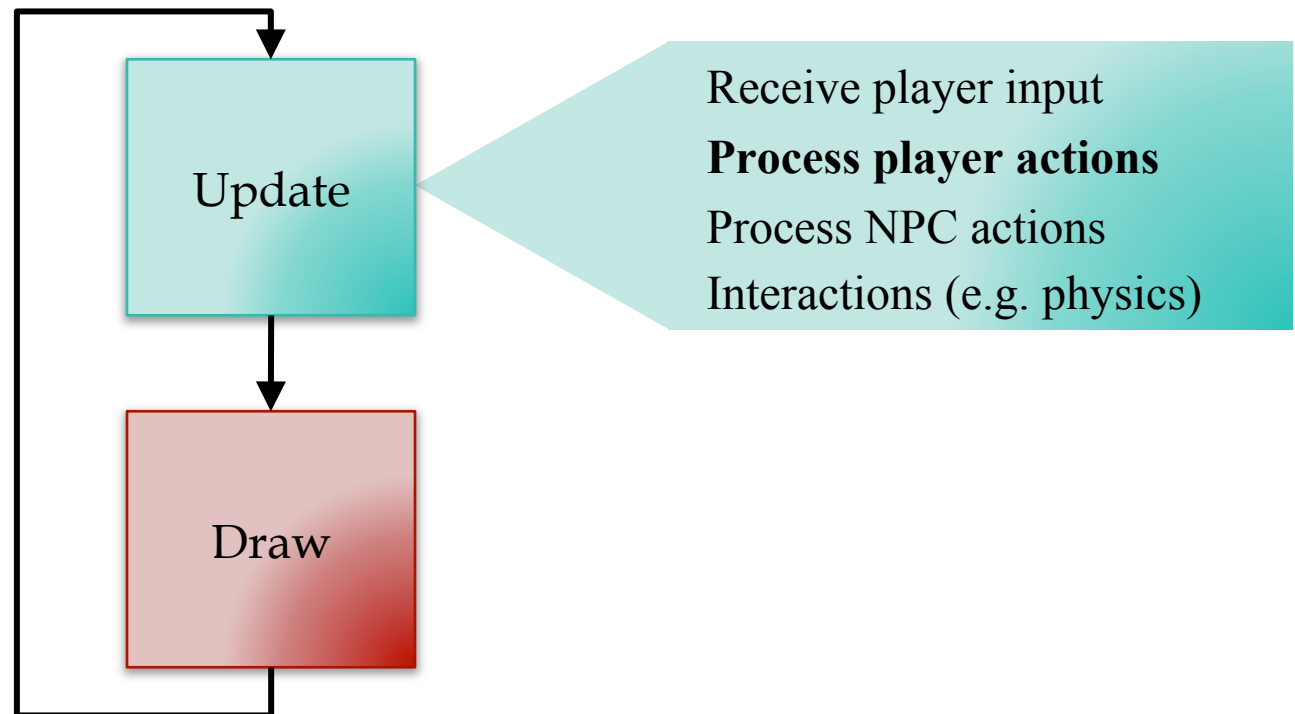 Update
Receive player input
Process player actions
Process NPC actions
Interactions (e.g. physics)
Draw